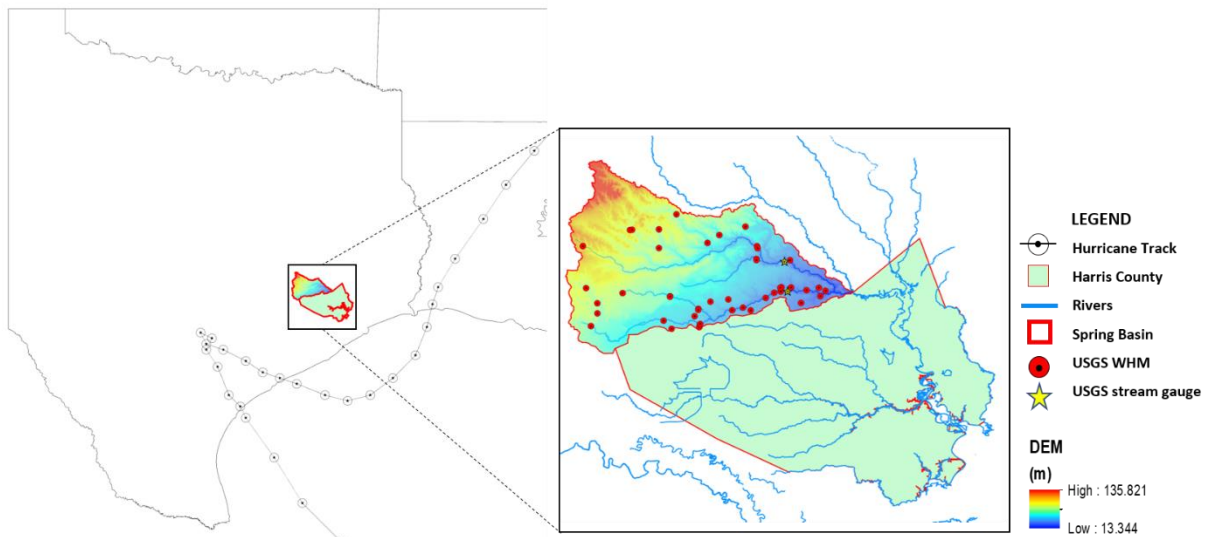 LEGEND
Hurricane Track
Harris County
Rivers
Spring Basin
USGS WHM
USGS stream gauge
DEM
(m)
High : 135.821
Low : 13.344